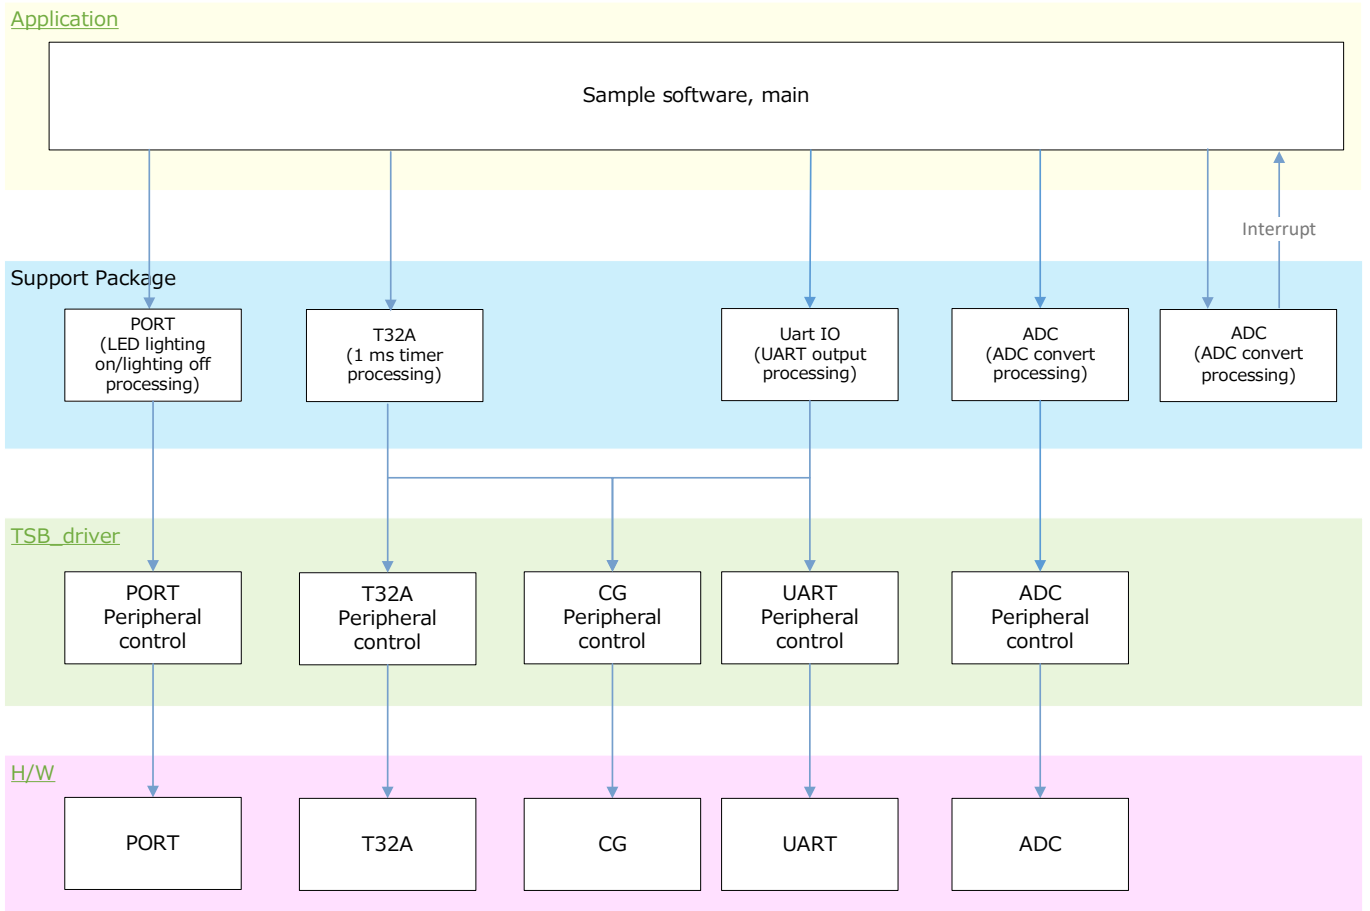 Application
Sample software, main
Interrupt
Support Package
PORT
(LED lighting
on/lighting off
processing)
T32A
(1 ms timer
processing)
Uart IO
(UART output
processing)
ADC
(ADC convert
processing)
ADC
(ADC convert
processing)
TSB_driver
PORT
Peripheral
control
T32A
Peripheral
control
CG
Peripheral
control
UART
Peripheral
control
ADC
Peripheral
control
H/W
PORT
T32A
CG
UART
ADC